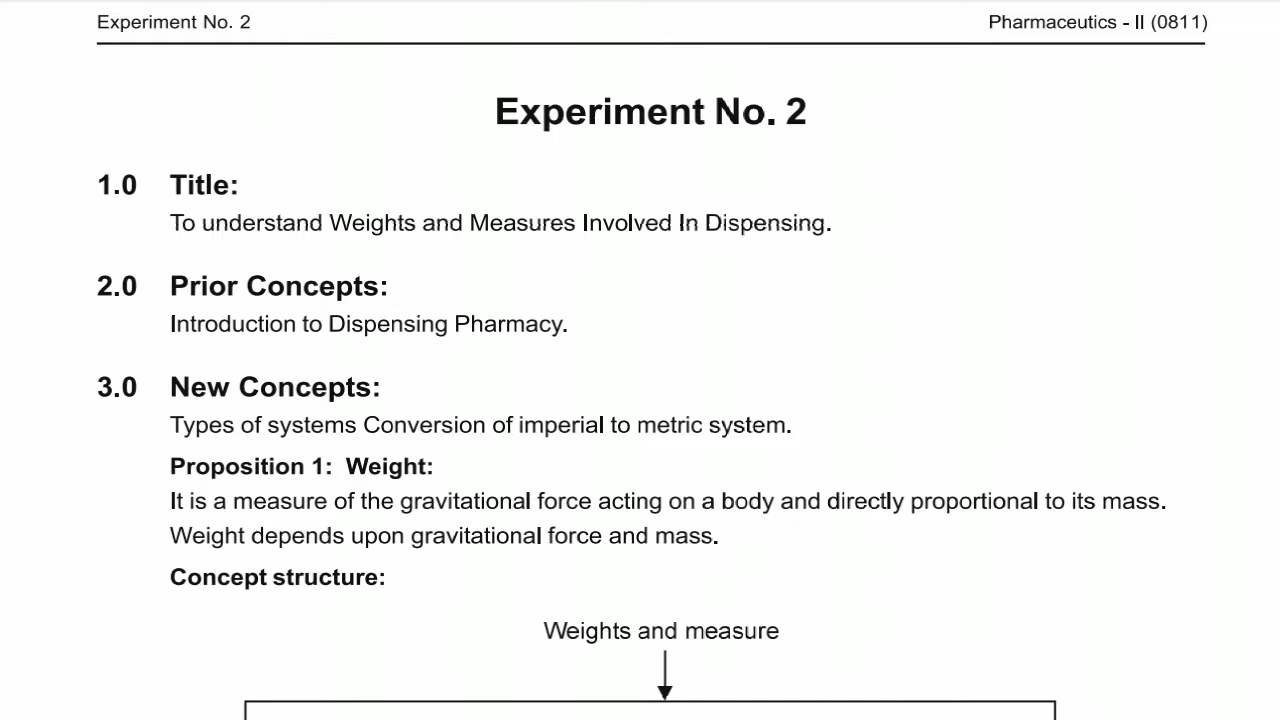 Experiment No. 2
Pharmaceutics - II (0811)
Experiment No. 2
1.0 Title:
To understand Weights and Measures Involved In Dispensing.
2.0 Prior Concepts:
Introduction to Dispensing Pharmacy.
3.0 New Concepts:
Types of systems Conversion of imperial to metric system.
Proposition 1: Weight:
It is a measure of the gravitational force acting on a body and directly proportional to its mass.
Weight depends upon gravitational force and mass.
Concept structure:
Weights and measure